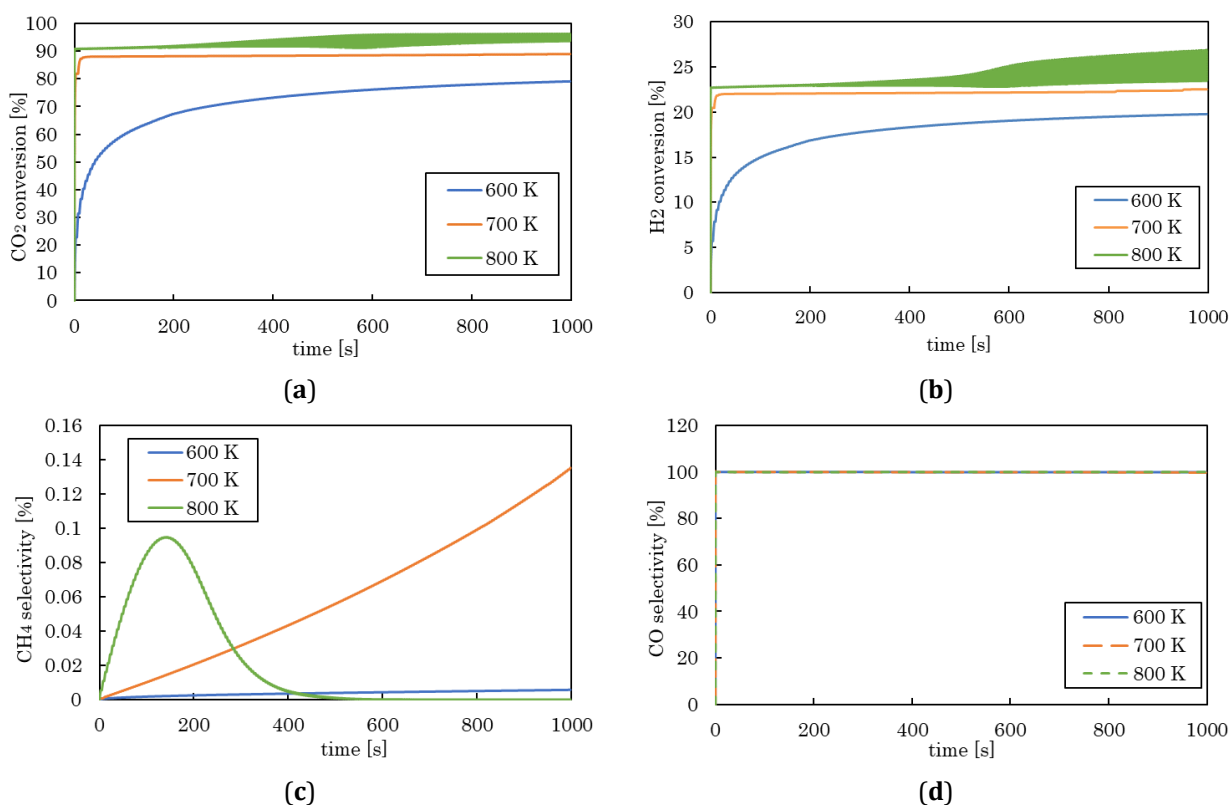 CO2 conversion [%]
100
90
80
70
60
50
40
30
20
10
0
600 K
700 K
800 K
0 200 400 600 800 1000
time [s]
(a)
H2 conversion [%]
30
25
20
15
10
5
0
600 K
700 K
800 K
0 200 400 600 800 1000
time [s]
(b)
CH4 selectivity [%]
0.16
0.14
0.12
0.1
0.08
0.06
0.04
0.02
0
600 K
700 K
800 K
0 200 400 600 800 1000
time [s]
(c)
CO selectivity [%]
120
100
80
60
40
20
0
600 K
700 K
800 K
0 200 400 600 800 1000
time [s]
(d)